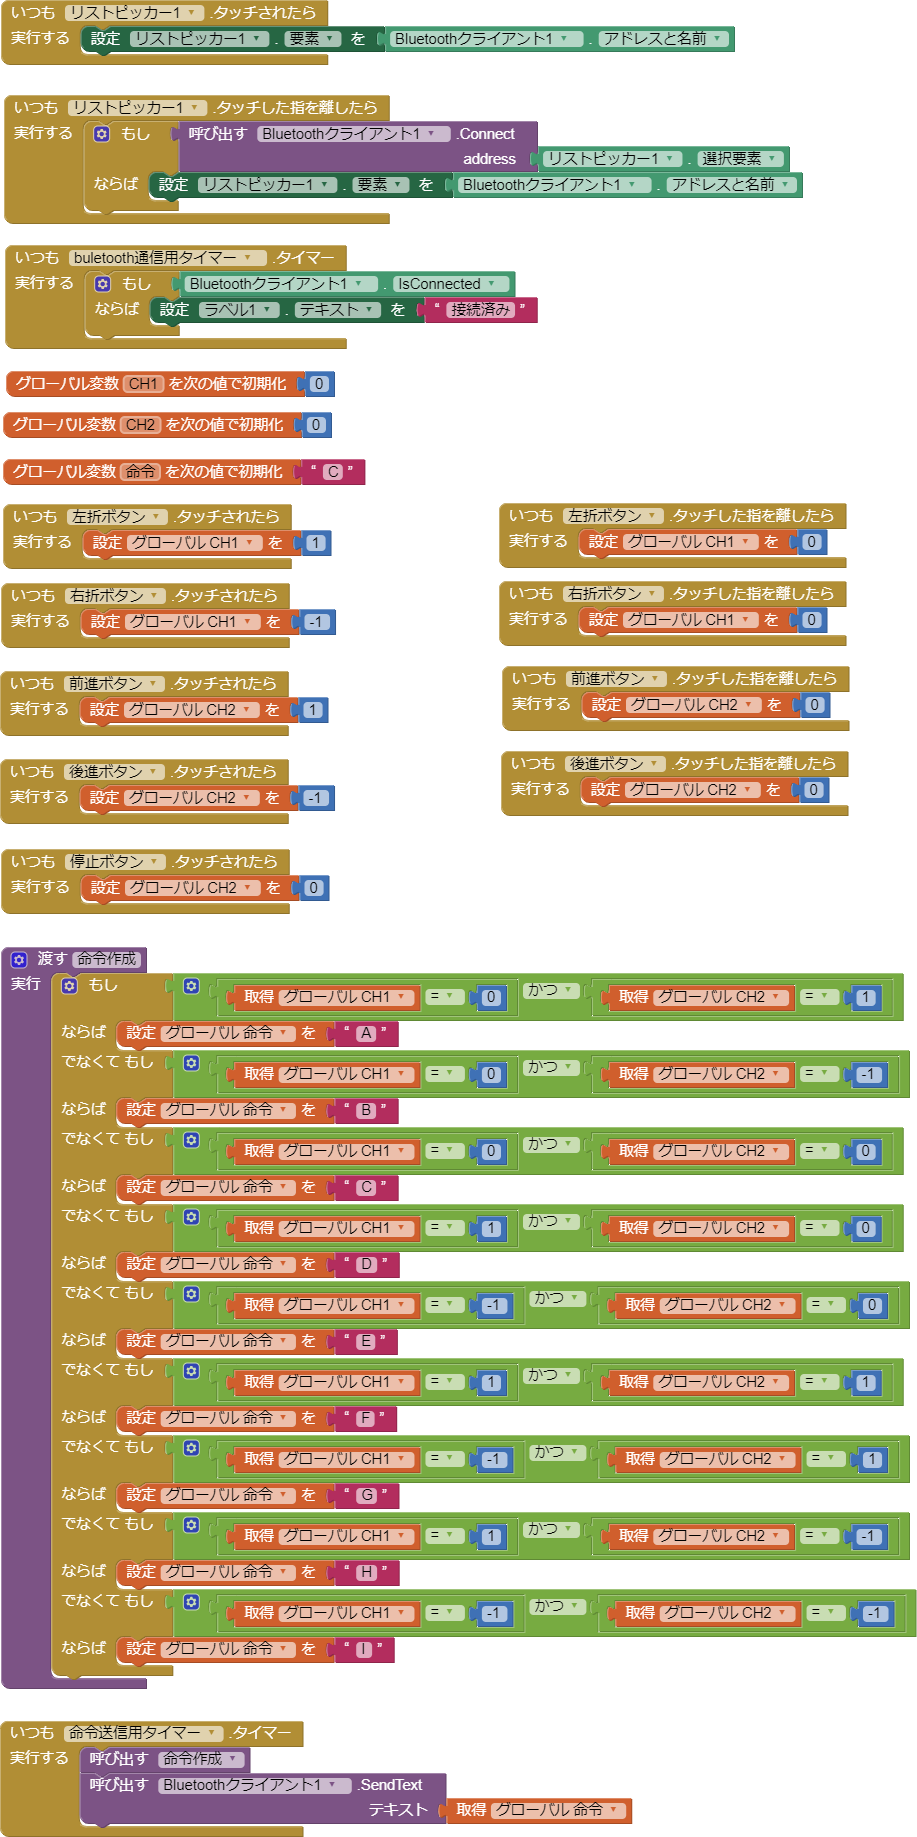 いつも リストピッカー1 .タッチされたら
実行する 設定 リストピッカー1 . 要素 を Bluetoothクライアント1 . アドレスと名前
いつも リストピッカー1 .タッチした指を離したら
実行する もし 呼び出す Bluetoothクライアント1 .Connect
address リストピッカー1 . 選択要素
ならば 設定 リストピッカー1 . 要素 を Bluetoothクライアント1 . アドレスと名前
いつも buletooth通信用タイマー .タイマー
実行する もし Bluetoothクライアント1 . IsConnected
ならば 設定 ラベル1 . テキスト を “ 接続済み ”
グローバル変数 CH1 を次の値で初期化 0
グローバル変数 CH2 を次の値で初期化 0
グローバル変数 命令 を次の値で初期化 “ C ”
いつも 左折ボタン .タッチされたら
実行する 設定 グローバル CH1 を 1
いつも 左折ボタン .タッチした指を離したら
実行する 設定 グローバル CH1 を 0
いつも 右折ボタン .タッチされたら
実行する 設定 グローバル CH1 を -1
いつも 右折ボタン .タッチした指を離したら
実行する 設定 グローバル CH1 を 0
いつも 前進ボタン .タッチされたら
実行する 設定 グローバル CH2 を 1
いつも 前進ボタン .タッチした指を離したら
実行する 設定 グローバル CH2 を 0
いつも 後進ボタン .タッチされたら
実行する 設定 グローバル CH2 を -1
いつも 後進ボタン .タッチした指を離したら
実行する 設定 グローバル CH2 を 0
いつも 停止ボタン .タッチされたら
実行する 設定 グローバル CH2 を 0
渡す 命令作成
実行 もし 取得 グローバル CH1 = 0 かつ 取得 グローバル CH2 = 1
ならば 設定 グローバル 命令 を “ A ”
でなくて もし 取得 グローバル CH1 = 0 かつ 取得 グローバル CH2 = -1
ならば 設定 グローバル 命令 を “ B ”
でなくて もし 取得 グローバル CH1 = 0 かつ 取得 グローバル CH2 = 0
ならば 設定 グローバル 命令 を “ C ”
でなくて もし 取得 グローバル CH1 = 1 かつ 取得 グローバル CH2 = 0
ならば 設定 グローバル 命令 を “ D ”
でなくて もし 取得 グローバル CH1 = -1 かつ 取得 グローバル CH2 = 0
ならば 設定 グローバル 命令 を “ E ”
でなくて もし 取得 グローバル CH1 = 1 かつ 取得 グローバル CH2 = 1
ならば 設定 グローバル 命令 を “ F ”
でなくて もし 取得 グローバル CH1 = -1 かつ 取得 グローバル CH2 = 1
ならば 設定 グローバル 命令 を “ G ”
でなくて もし 取得 グローバル CH1 = 1 かつ 取得 グローバル CH2 = -1
ならば 設定 グローバル 命令 を “ H ”
でなくて もし 取得 グローバル CH1 = -1 かつ 取得 グローバル CH2 = -1
ならば 設定 グローバル 命令 を “ I ”
いつも 命令送信用タイマー .タイマー
実行する 呼び出す 命令作成
呼び出す Bluetoothクライアント1 .SendText
テキスト 取得 グローバル 命令